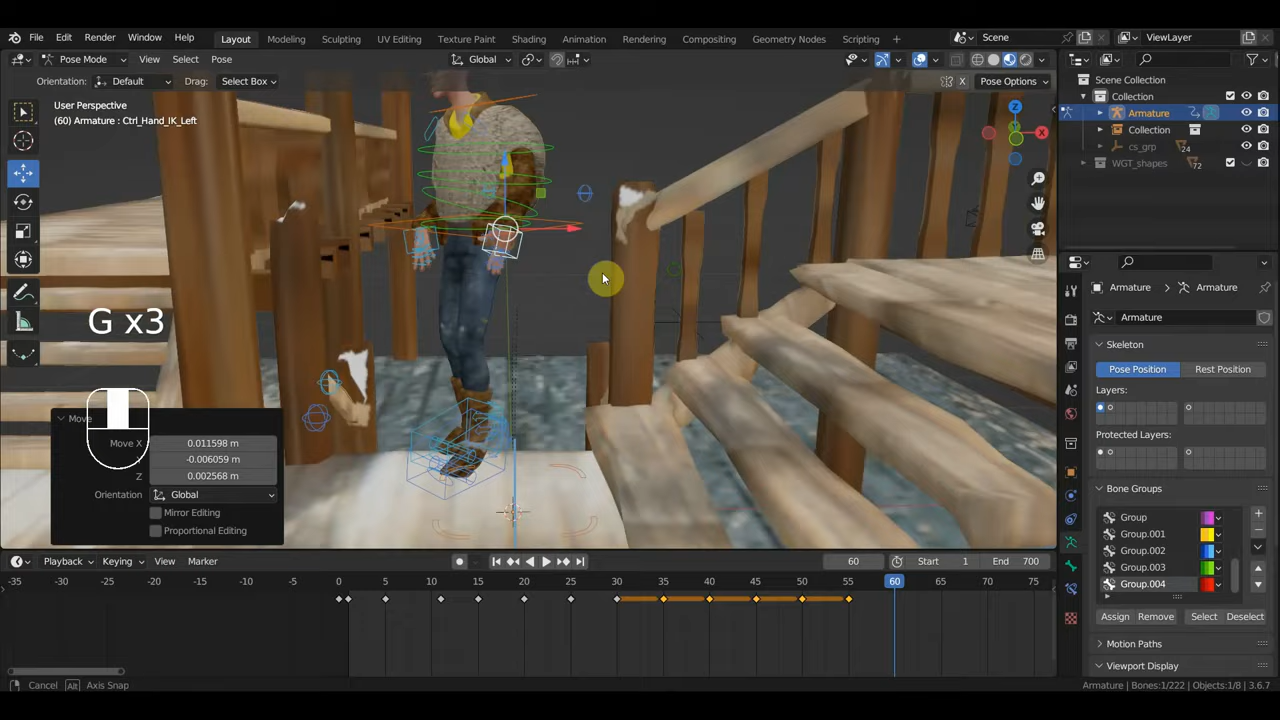 File Edit Render Window Help Layout Modeling Sculpting UV Editing Texture Paint Shading Animation Rendering Compositing Geometry Nodes Scripting + Scene ViewLayer
Pose Mode View Select Pose Global
Orientation: Default Drag: Select Box X Pose Options
User Perspective
(60) Armature : Ctrl_Hand_IK_Left
Scene Collection
Collection
Armature
Collection
cs_grp 24
WGT_shapes 72
X
Z
Armature > Armature
Armature
Skeleton
Pose Position Rest Position
Layers:
Protected Layers:
Bone Groups
Group
Group.001
Group.002
Group.003
Group.004
Assign Remove Select Deselect
Motion Paths
Viewport Display
G x3
Move
Move X 0.011598 m
-0.006059 m
Z 0.002568 m
Orientation Global
Mirror Editing
Proportional Editing
Playback Keying View Marker 60 Start 1 End 700
-35 -30 -25 -20 -15 -10 -5 0 5 10 15 20 25 30 35 40 45 50 55 60 65 70 75
Cancel Alt Axis Snap Armature | Bones:1/222 | Objects:1/8 | 3.6.7